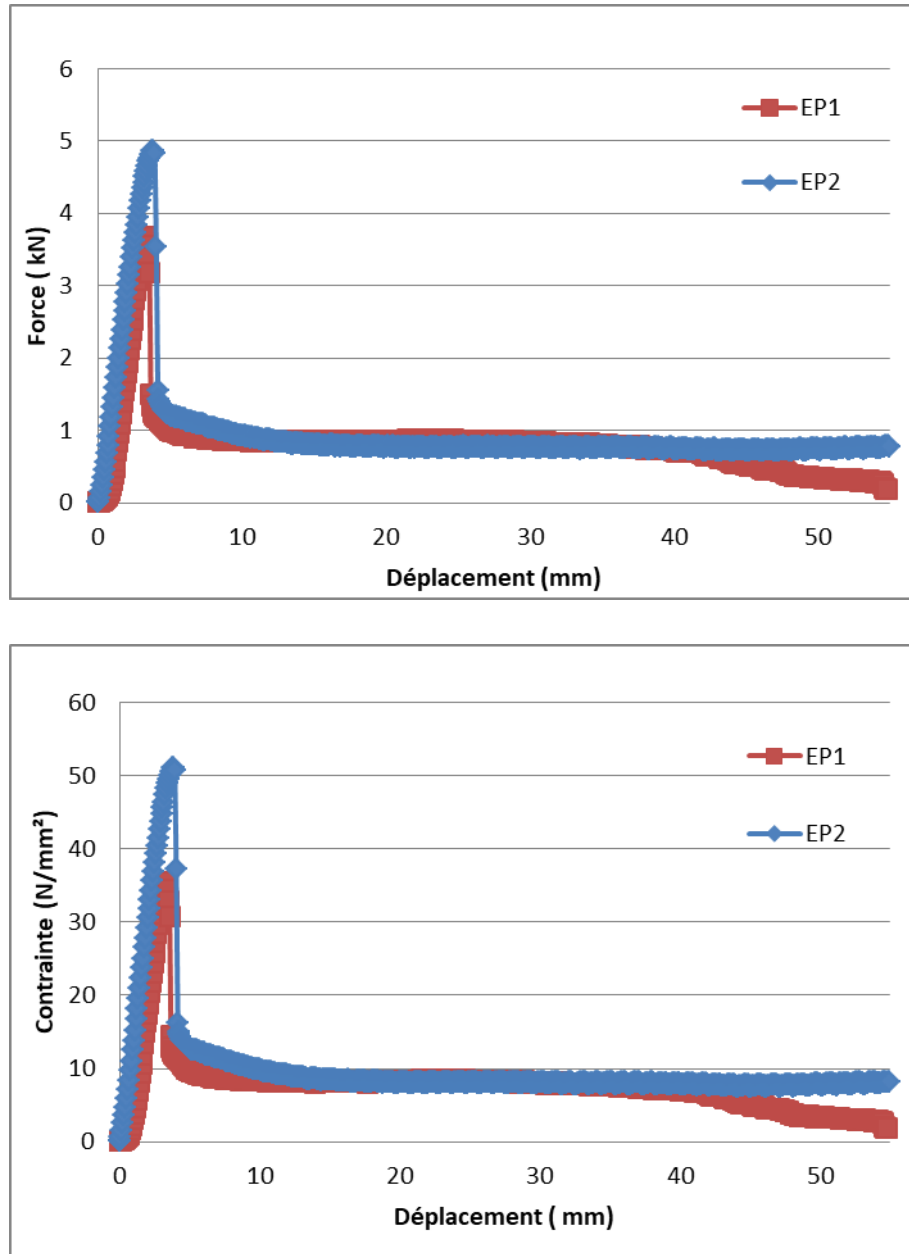 6
5
4
3
2
1
0
Force ( kN)
EP1
EP2
0 10 20 30 40 50
Déplacement (mm)
60
50
40
30
20
10
0
Contrainte (N/mm²)
EP1
EP2
0 10 20 30 40 50
Déplacement ( mm)